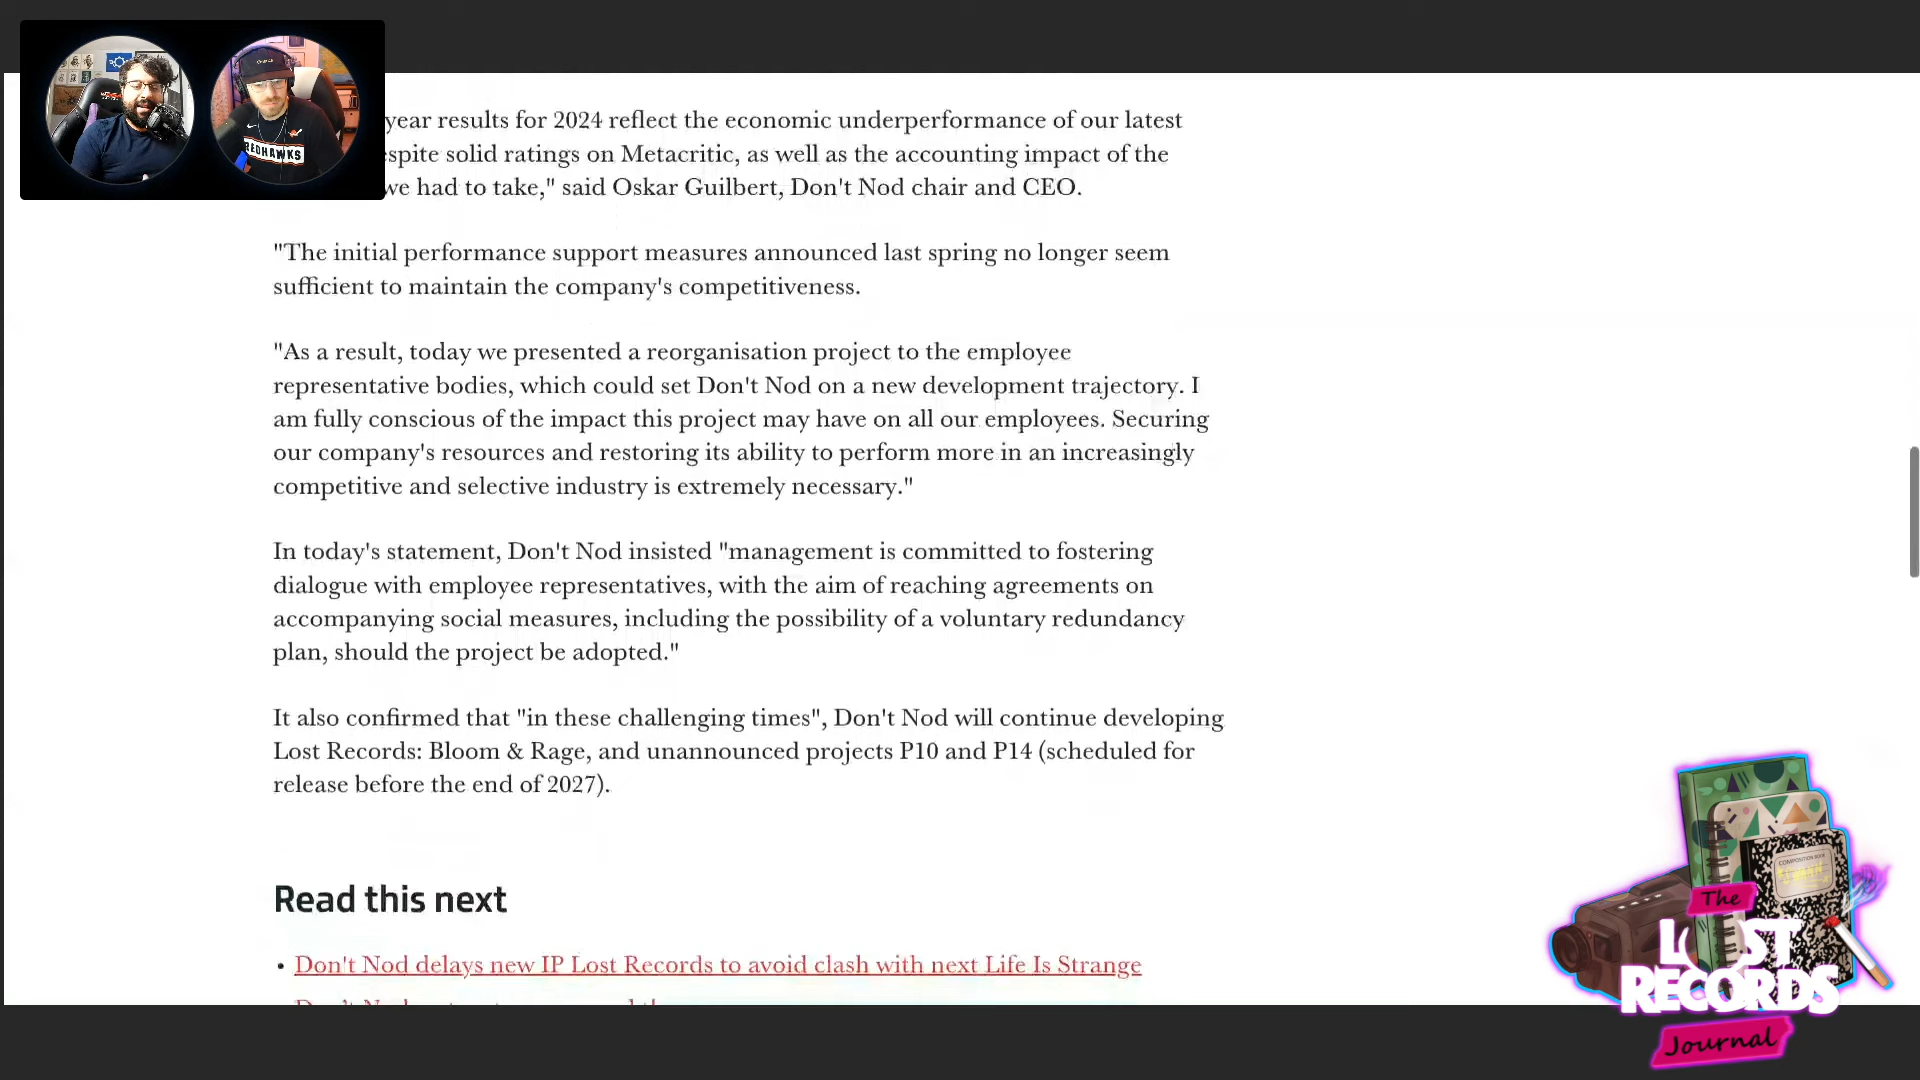 REDHAWKS
year results for 2024 reflect the economic underperformance of our latest
espite solid ratings on Metacritic, as well as the accounting impact of the
we had to take," said Oskar Guilbert, Don't Nod chair and CEO.
"The initial performance support measures announced last spring no longer seem
sufficient to maintain the company's competitiveness.
"As a result, today we presented a reorganisation project to the employee
representative bodies, which could set Don't Nod on a new development trajectory. I
am fully conscious of the impact this project may have on all our employees. Securing
our company's resources and restoring its ability to perform more in an increasingly
competitive and selective industry is extremely necessary."
In today's statement, Don't Nod insisted "management is committed to fostering
dialogue with employee representatives, with the aim of reaching agreements on
accompanying social measures, including the possibility of a voluntary redundancy
plan, should the project be adopted."
It also confirmed that "in these challenging times", Don't Nod will continue developing
Lost Records: Bloom & Rage, and unannounced projects P10 and P14 (scheduled for
release before the end of 2027).
Read this next
• Don't Nod delays new IP Lost Records to avoid clash with next Life Is Strange
COMPOSITION BOOK
The
LOST
RECORDS
Journal